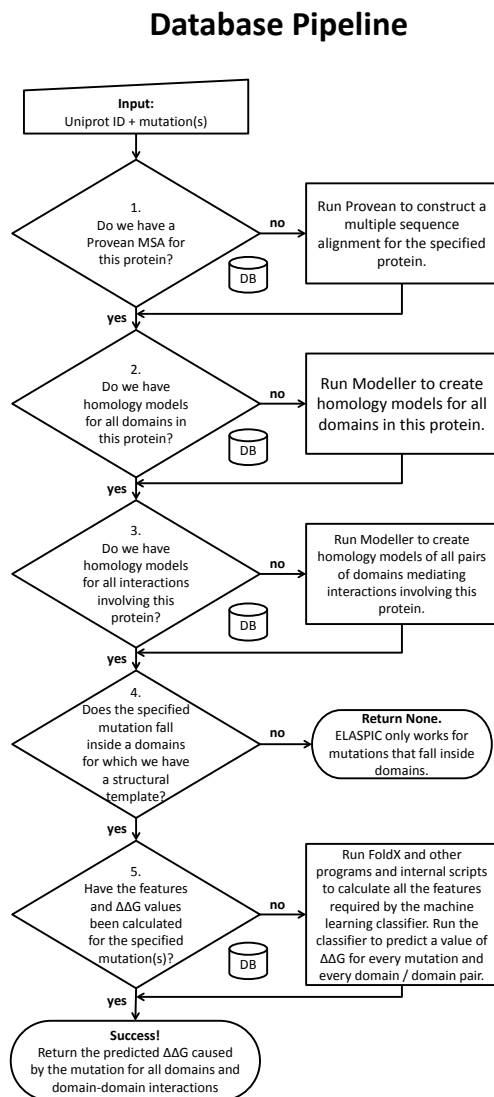 Database Pipeline
Input:
Uniprot ID + mutation(s)
1.
Do we have a
Provean MSA for
this protein?
no
Run Provean to construct a
multiple sequence
alignment for the specified
protein.
DB
yes
2.
Do we have
homology models
for all domains in
this protein?
no
Run Modeller to create
homology models for all
domains in this protein.
DB
yes
3.
Do we have
homology models
for all interactions
involving this
protein?
no
Run Modeller to create
homology models of all pairs
of domains mediating
interactions involving this
protein.
DB
yes
4.
Does the specified
mutation fall
inside a domains
for which we have
a structural
template?
no
Return None.
ELASPIC only works for
mutations that fall inside
domains.
yes
5.
Have the features
and ΔΔG values
been calculated
for the specified
mutation(s)?
no
Run FoldX and other
programs and internal scripts
to calculate all the features
required by the machine
learning classifier. Run the
classifier to predict a value of
ΔΔG for every mutation and
every domain / domain pair.
DB
yes
Success!
Return the predicted ΔΔG caused
by the mutation for all domains and
domain-domain interactions